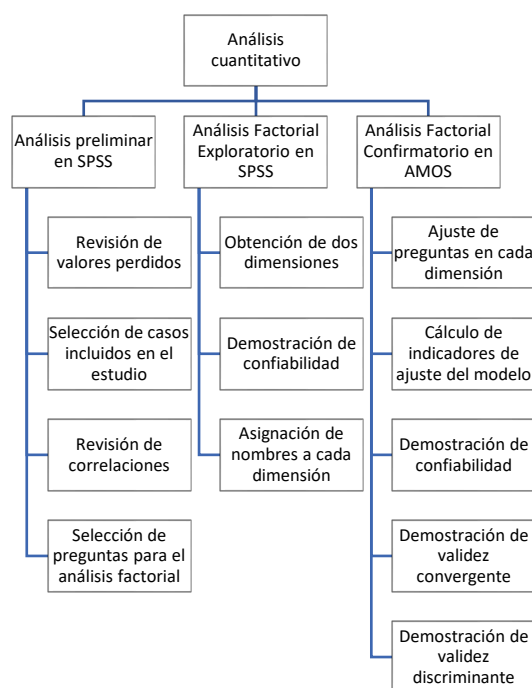 Análisis
cuantitativo
Análisis preliminar
en SPSS
Revisión de
valores perdidos
Selección de casos
incluidos en el
estudio
Revisión de
correlaciones
Selección de
preguntas para el
análisis factorial
Análisis Factorial
Exploratorio en
SPSS
Obtención de dos
dimensiones
Demostración de
confiabilidad
Asignación de
nombres a cada
dimensión
Análisis Factorial
Confirmatorio en
AMOS
Ajuste de
preguntas en cada
dimensión
Cálculo de
indicadores de
ajuste del modelo
Demostración de
confiabilidad
Demostración de
validez
convergente
Demostración de
validez
discriminante